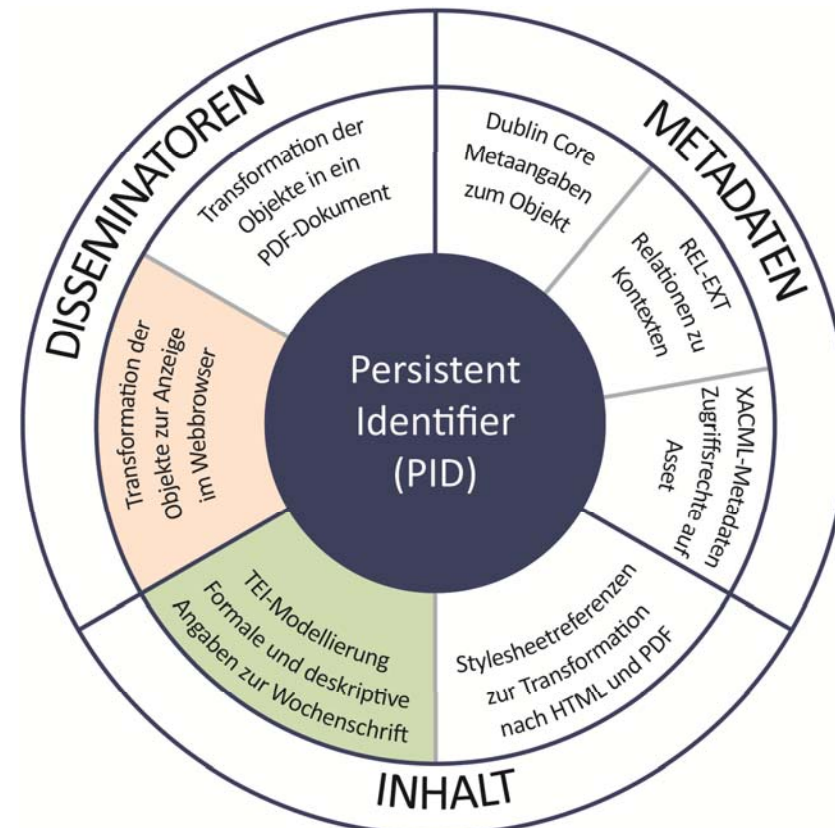 DISSEMINATOREN
Transformation der
Objekte in ein
PDF-Dokument
Transformation der
Objekte zur Anzeige
im Webbrowser
METADATEN
Dublin Core
Metaangaben
zum Objekt
REL-EXT
Relationen zu
Kontexten
XACML-Metadaten
Zugriffsrechte auf
Asset
Persistent
Identifier
(PID)
TEI-Modellierung
Formale und deskriptive
Angaben zur Wochenschrift
Stylesheetreferenzen
zur Transformation
nach HTML und PDF
INHALT